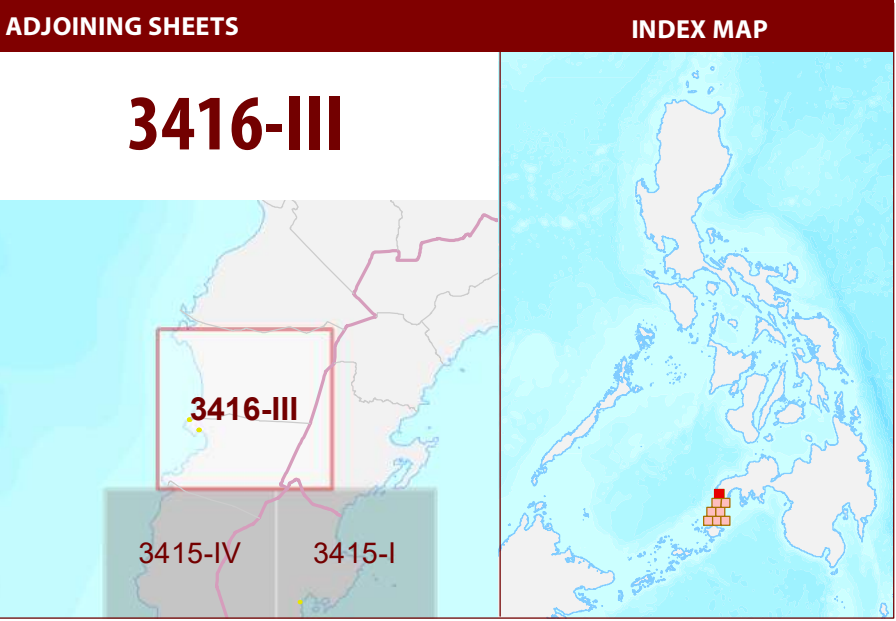 ADJOINING SHEETS
INDEX MAP
3416-III
3416-III
3415-IV
3415-I